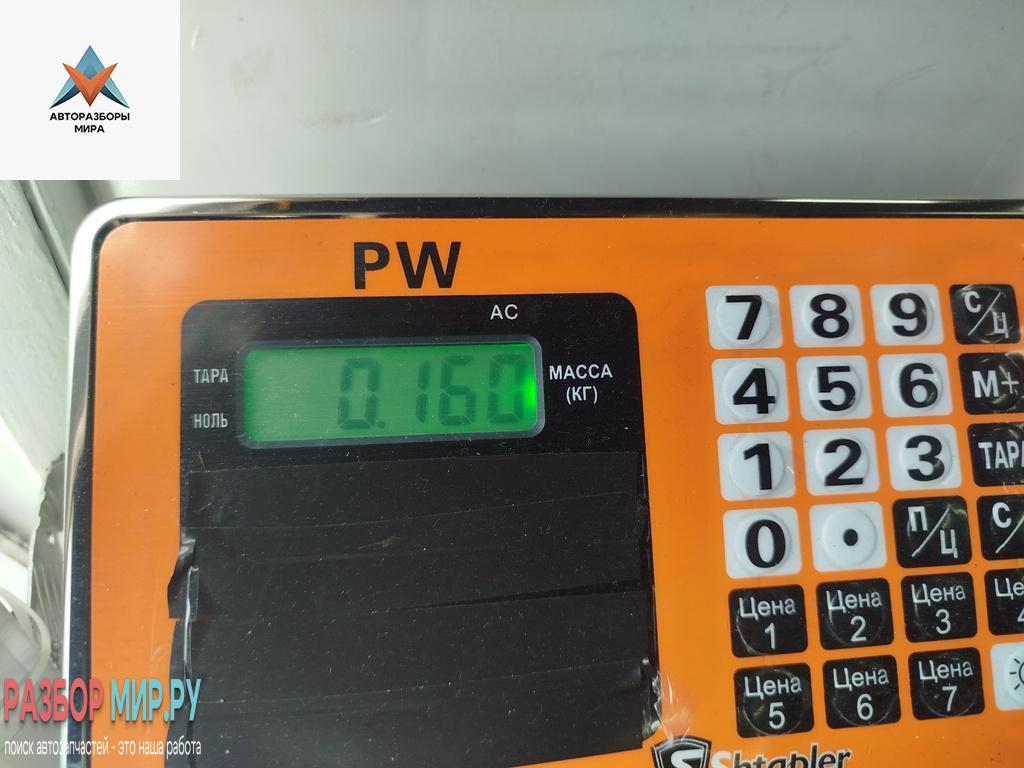 АВТОРАЗБОРЫ
МИРА
PW
AC
ТАРА
НОЛЬ
0.160
МАССА
(КГ)
7 8 9 С/Ц
4 5 6 М+
1 2 3 ТАРА
0 . П/Ц С/
Цена 1 Цена 2 Цена 3 Це 4
Цена 5 Цена 6 Цена 7
Shtapler
РАЗБОР МИР.РУ
поиск автозапчастей - это наша работа